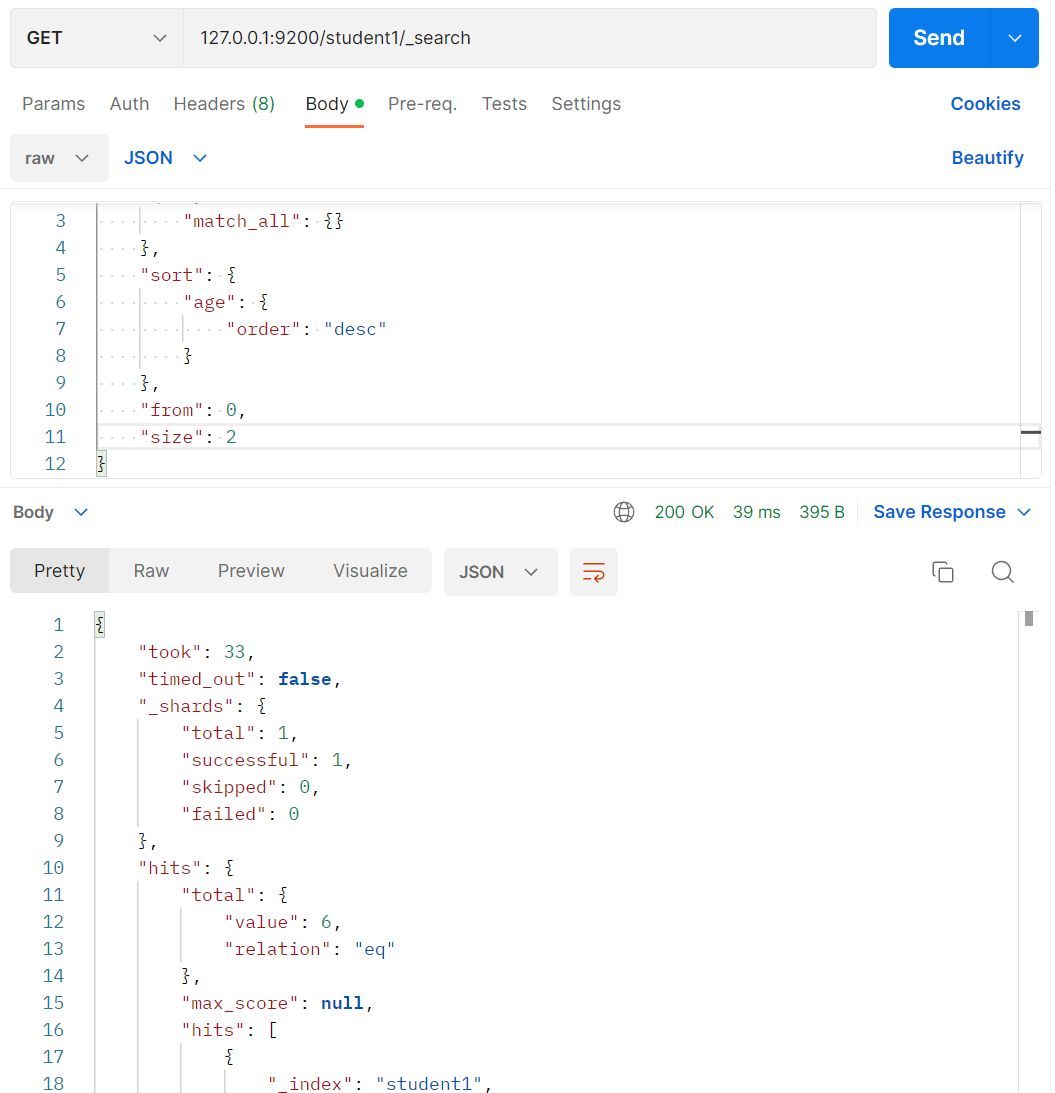 GET 127.0.0.1:9200/student1/_search Send
Params Auth Headers (8) Body Pre-req. Tests Settings Cookies
raw JSON Beautify
3 "match_all": {}
4 },
5 "sort": {
6 "age": {
7 "order": "desc"
8 }
9 },
10 "from": 0,
11 "size": 2
12 }
Body 200 OK 39 ms 395 B Save Response
Pretty Raw Preview Visualize JSON
1 {
2 "took": 33,
3 "timed_out": false,
4 "_shards": {
5 "total": 1,
6 "successful": 1,
7 "skipped": 0,
8 "failed": 0
9 },
10 "hits": {
11 "total": {
12 "value": 6,
13 "relation": "eq"
14 },
15 "max_score": null,
16 "hits": [
17 {
18 "_index": "student1",